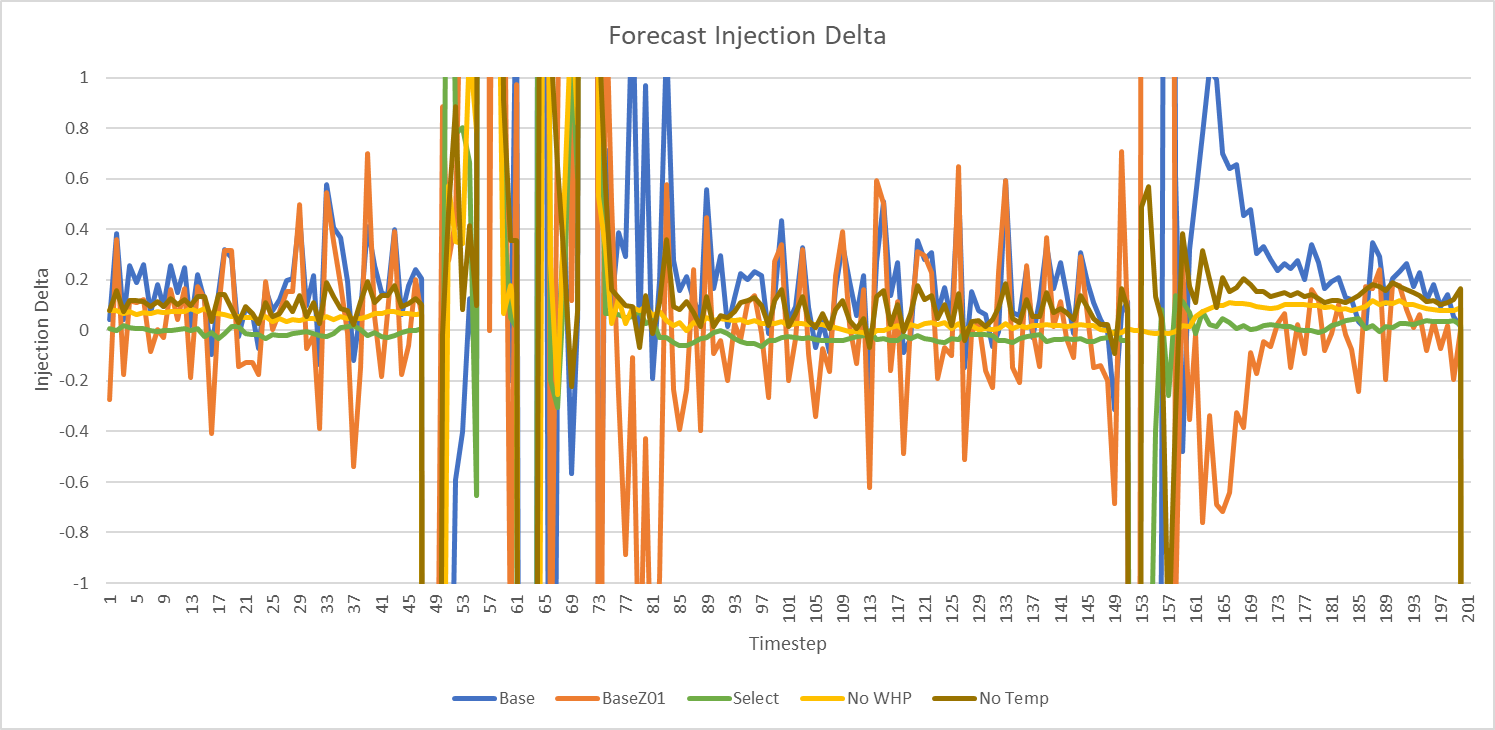 Forecast Injection Delta
1
0.8
0.6
0.4
0.2
0
-0.2
-0.4
-0.6
-0.8
-1
Injection Delta
1 5 9 13 17 21 25 29 33 37 41 45 49 53 57 61 65 69 73 77 81 85 89 93 97 101 105 109 113 117 121 125 129 133 137 141 145 149 153 157 161 165 169 173 177 181 185 189 193 197 201
Timestep
Base BaseZ01 Select No WHP No Temp